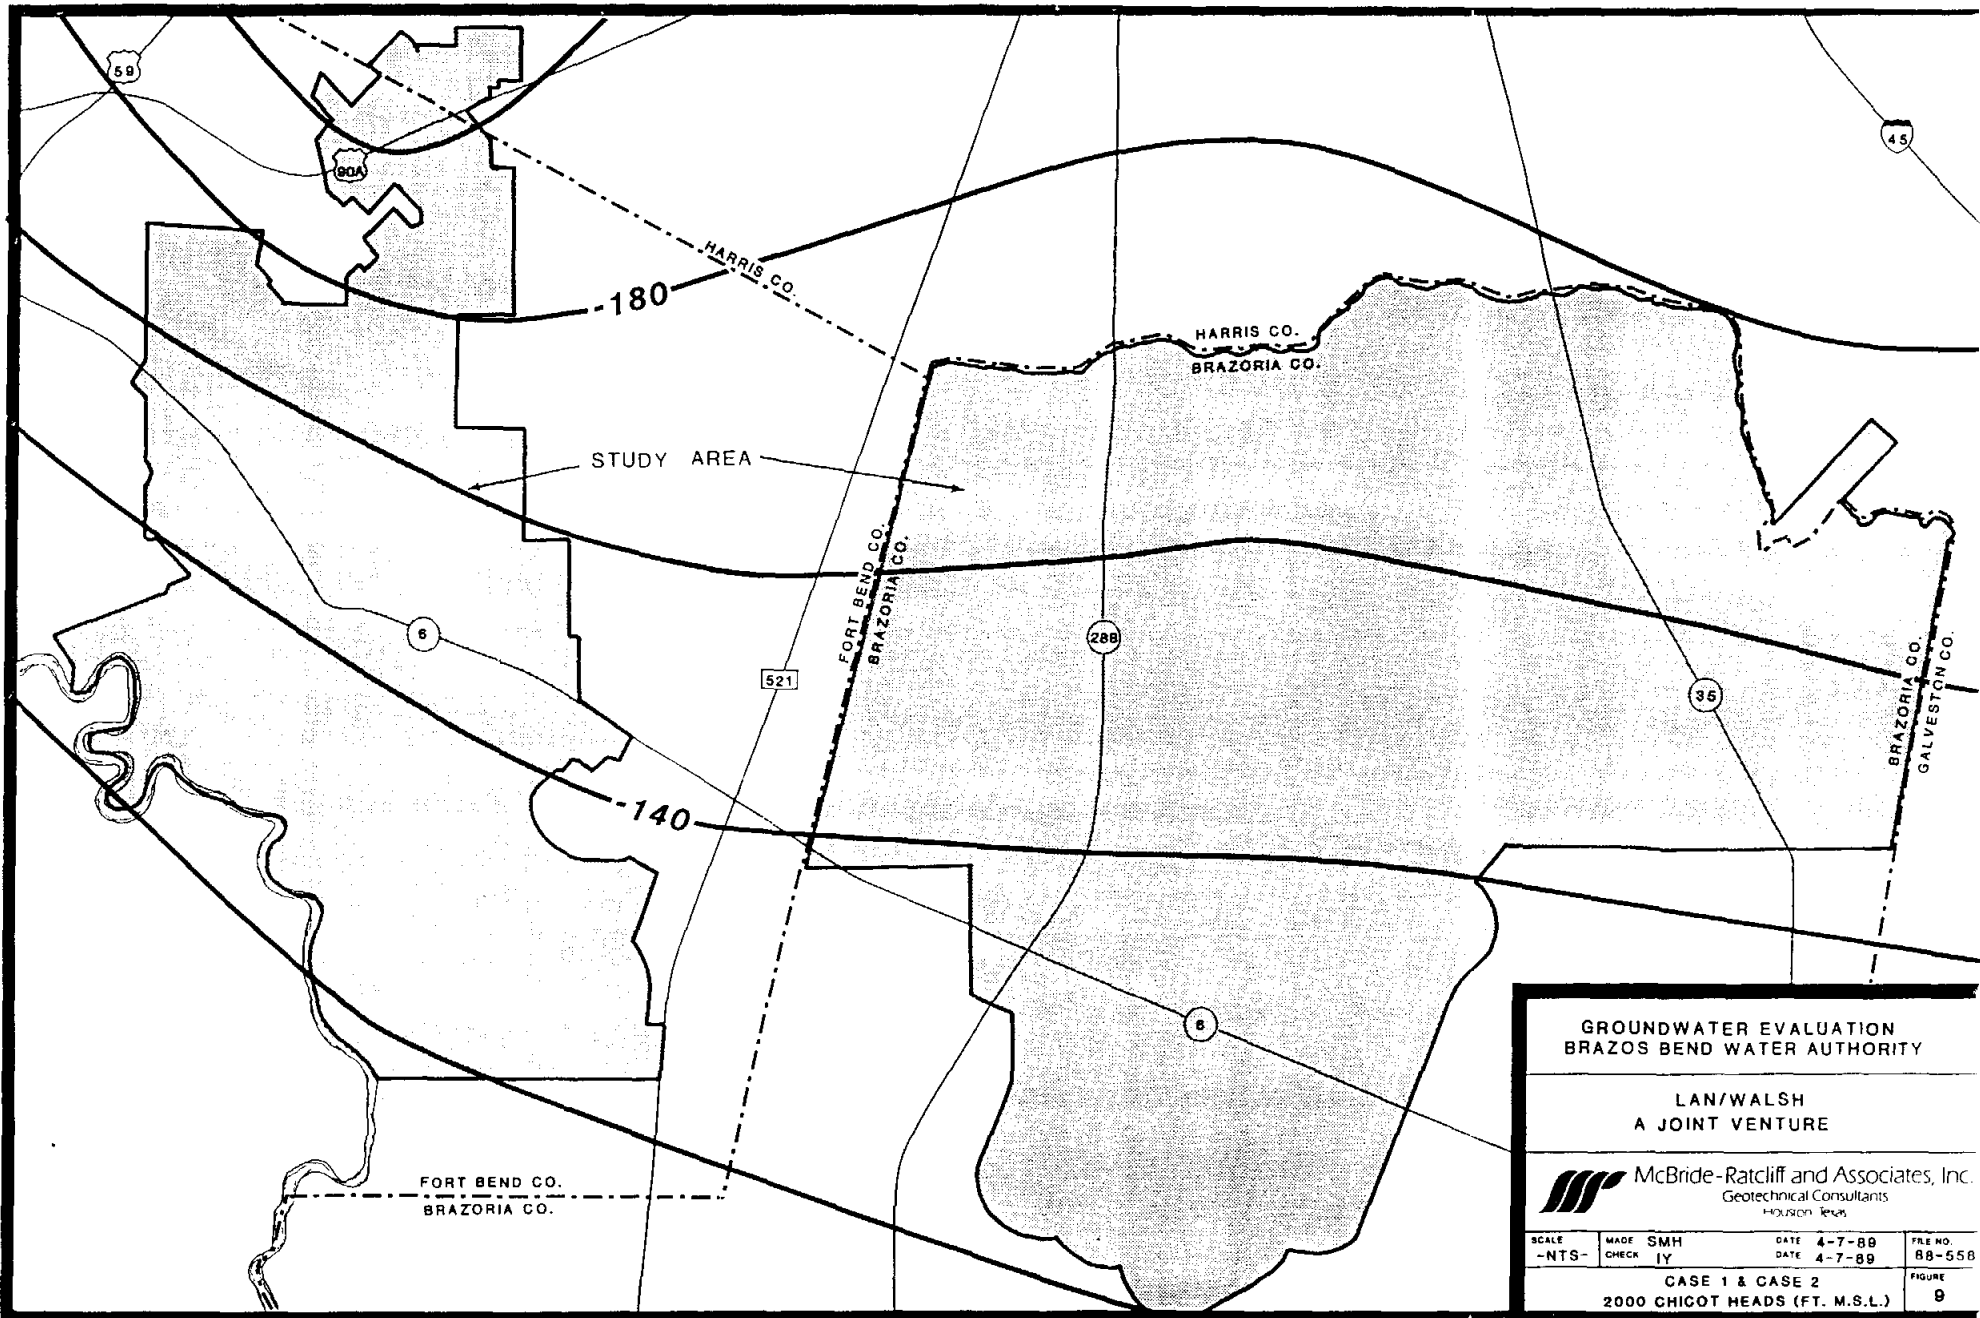 59
90A
45
HARRIS CO.
-180
HARRIS CO.
BRAZORIA CO.
STUDY AREA
FORT BEND CO.
BRAZORIA CO.
6
288
521
35
BRAZORIA CO.
GALVESTON CO.
-140
6
FORT BEND CO.
BRAZORIA CO.
GROUNDWATER EVALUATION
BRAZOS BEND WATER AUTHORITY
LAN/WALSH
A JOINT VENTURE
McBride-Ratcliff and Associates, Inc.
Geotechnical Consultants
Houston Texas
SCALE
-NTS-
MADE SMH DATE 4-7-89
CHECK IY DATE 4-7-89
FILE NO.
88-558
CASE 1 & CASE 2
2000 CHICOT HEADS (FT. M.S.L.)
FIGURE
9